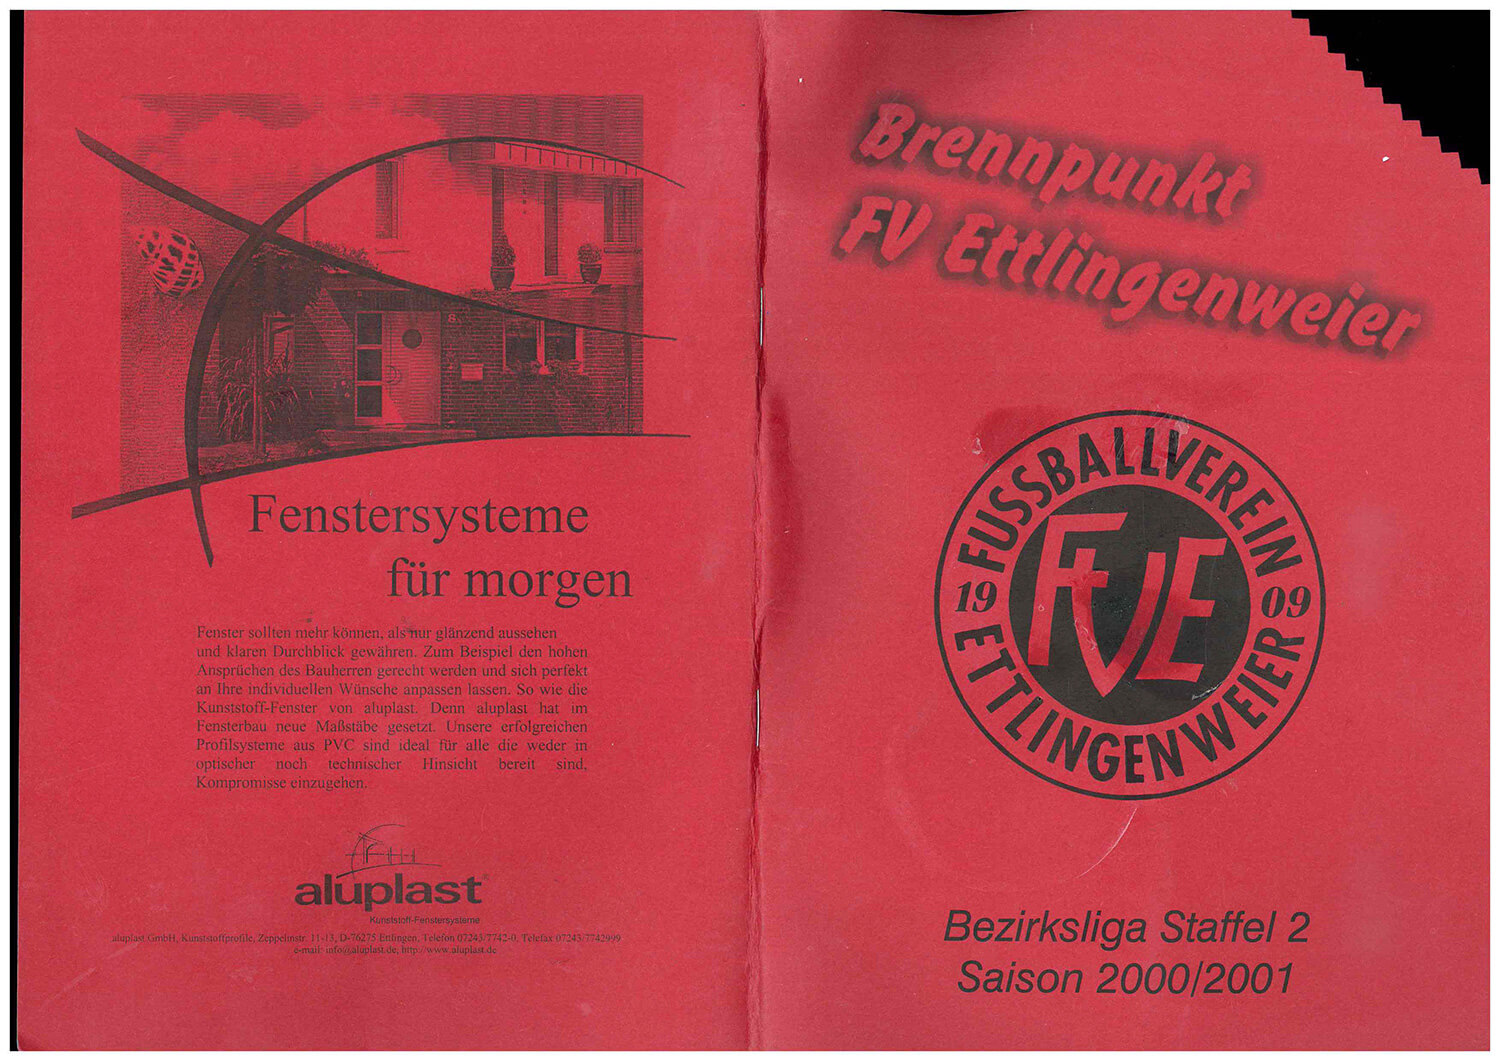 Fenstersysteme
für morgen
Fenster sollten mehr können, als nur glänzend aussehen
und klaren Durchblick gewähren. Zum Beispiel den hohen
Ansprüchen des Bauherren gerecht werden und sich perfekt
an Ihre individuellen Wünsche anpassen lassen. So wie die
Kunststoff-Fenster von aluplast. Denn aluplast hat im
Fensterbau neue Maßstäbe gesetzt. Unsere erfolgreichen
Profilsysteme aus PVC sind ideal für alle die weder in
optischer noch technischer Hinsicht bereit sind,
Kompromisse einzugehen.
aluplast®
Kunststoff-Fenstersysteme
aluplast GmbH, Kunststoffprofile, Zeppelinstr. 11-13, D-76275 Ettlingen, Telefon 07243/7742-0, Telefax 07243/7742999
e-mail: info@aluplast.de, http://www.aluplast.de
Brennpunkt
FV Ettlingenweier
FUSSBALLVEREIN
19 FVE 09
ETTLINGENWEIER
Bezirksliga Staffel 2
Saison 2000/2001